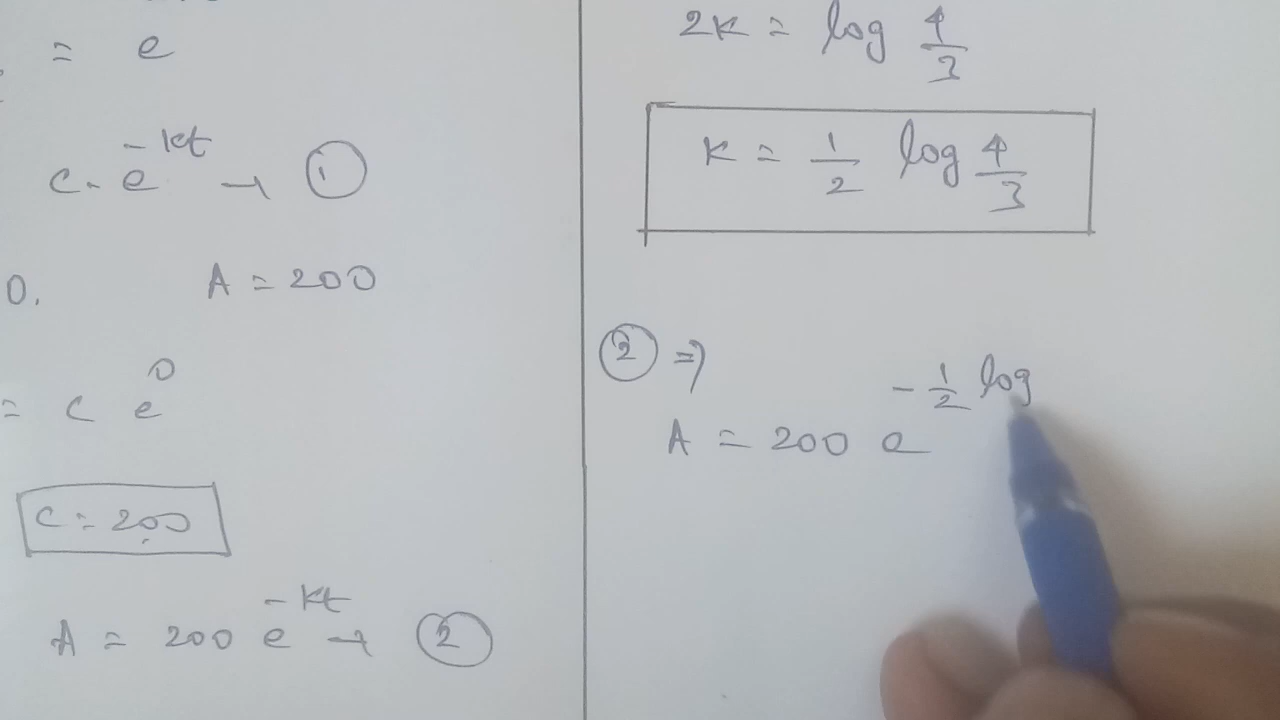 = e
c. e^{-kt} → ①
0. A = 200
= c e^0
c = 200
A = 200 e^{-kt} → ②
2k = log 4/3
k = 1/2 log 4/3
② ⇒
A = 200 e^{-1/2 log}